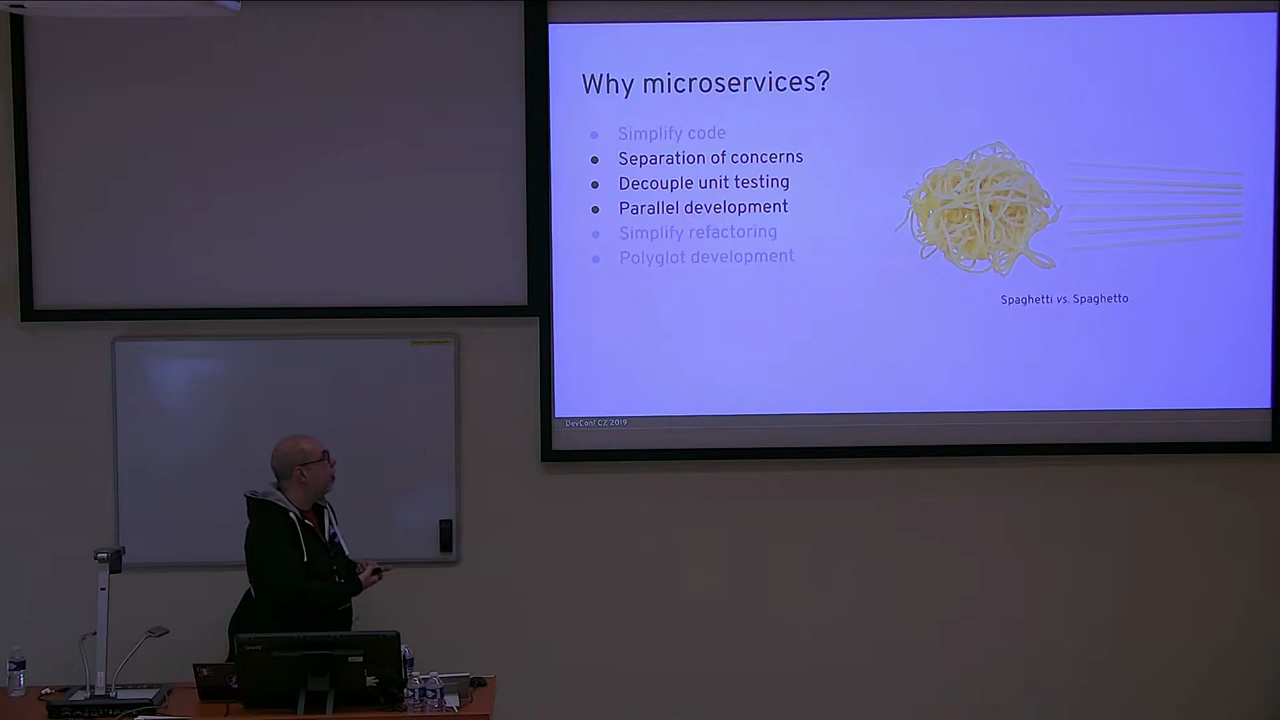 Why microservices?
Simplify code
Separation of concerns
Decouple unit testing
Parallel development
Simplify refactoring
Polyglot development
Spaghetti vs. Spaghetto
DevConf CZ 2019